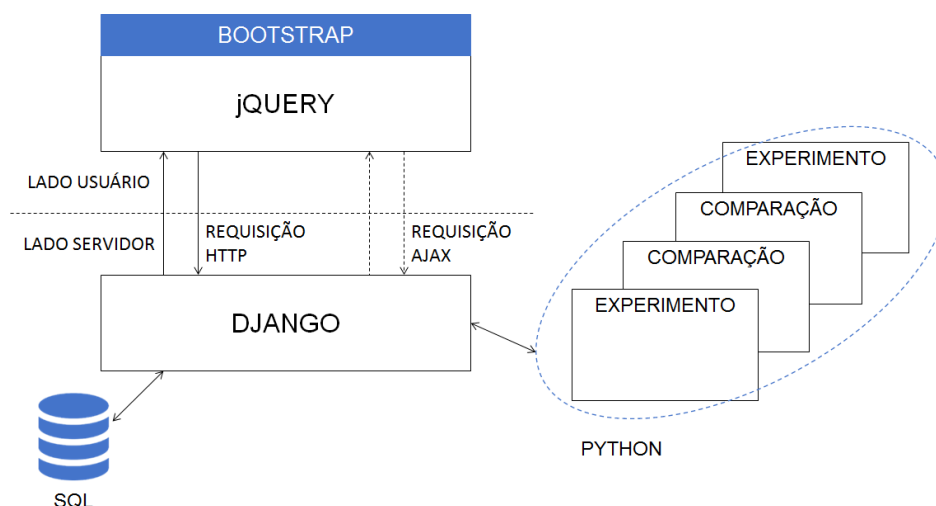 BOOTSTRAP
jQUERY
LADO USUÁRIO
LADO SERVIDOR
REQUISIÇÃO
HTTP
REQUISIÇÃO
AJAX
DJANGO
SQL
EXPERIMENTO
COMPARAÇÃO
COMPARAÇÃO
EXPERIMENTO
PYTHON